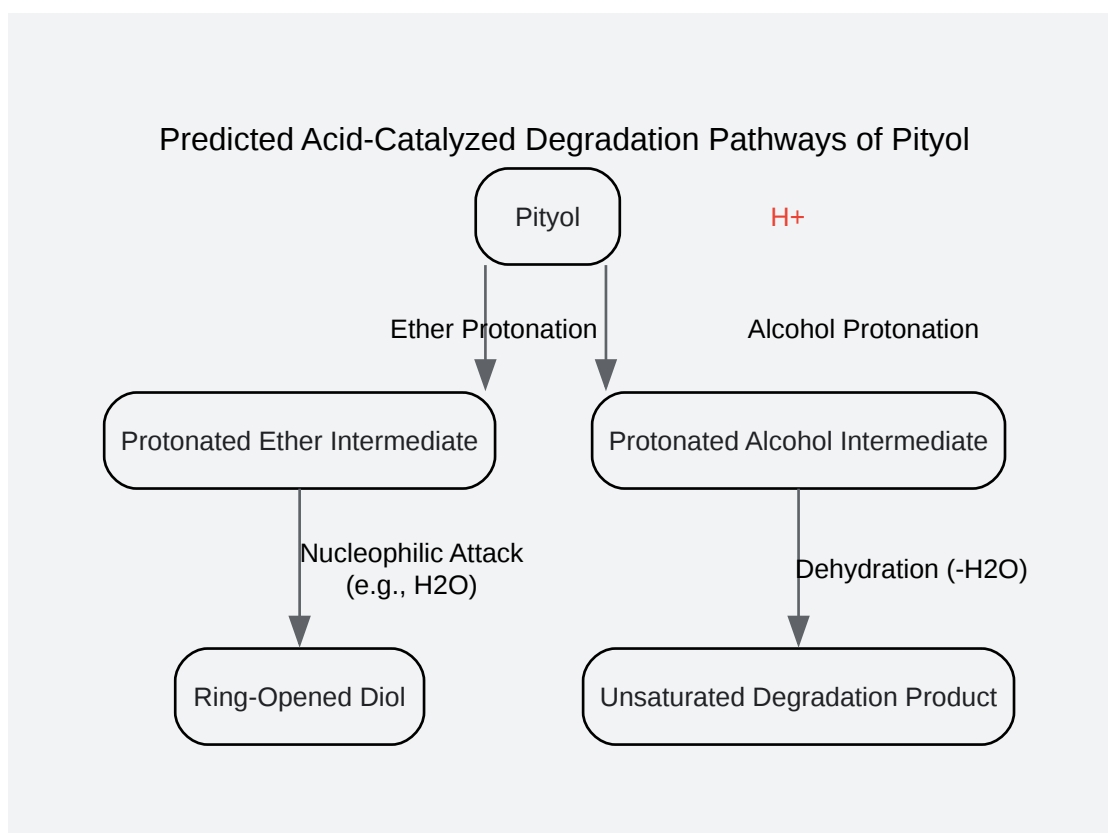 Predicted Acid-Catalyzed Degradation Pathways of Pityol
Pityol
H+
Ether Protonation
Alcohol Protonation
Protonated Ether Intermediate
Protonated Alcohol Intermediate
Nucleophilic Attack
(e.g., H2O)
Dehydration (-H2O)
Ring-Opened Diol
Unsaturated Degradation Product